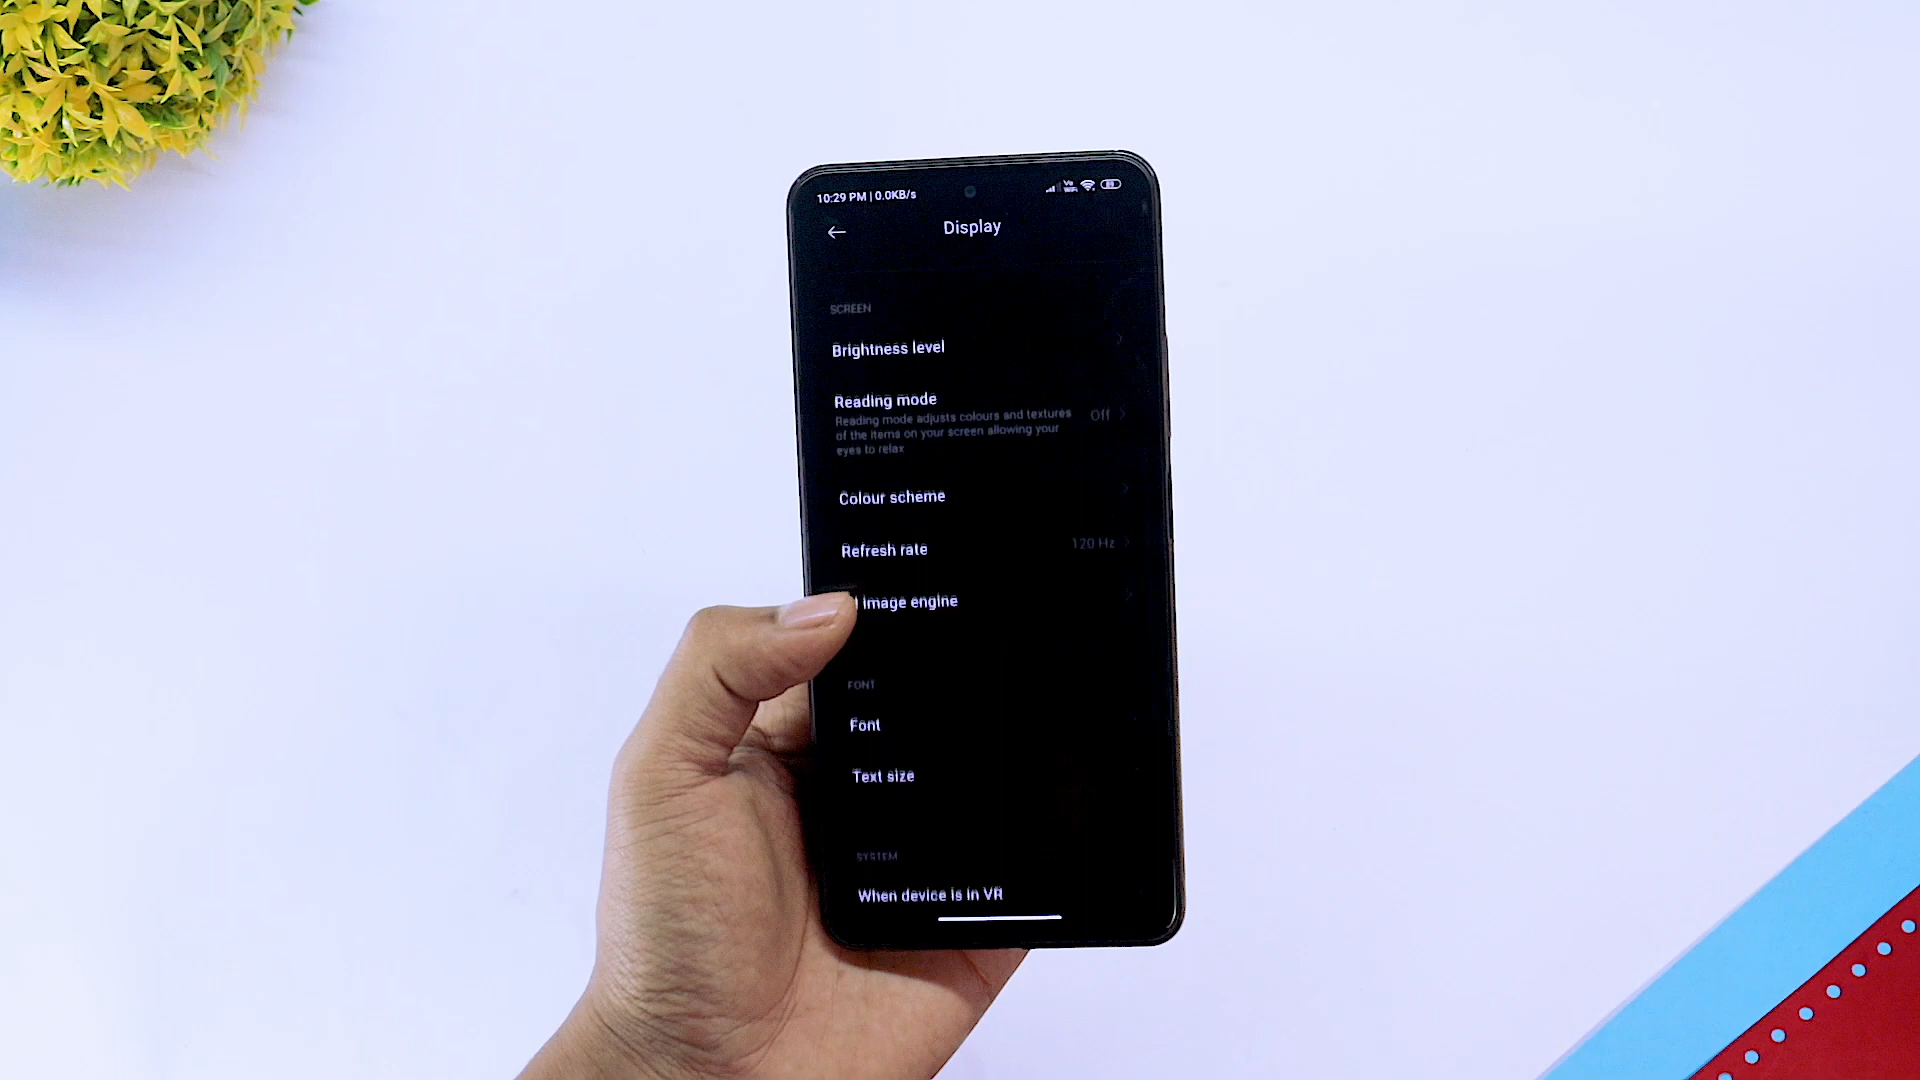 10:29 PM | 0.0KB/s
Display
SCREEN
Brightness level
Reading mode
Reading mode adjusts colours and textures
of the items on your screen allowing your
eyes to relax
Off
Colour scheme
Refresh rate
120 Hz
image engine
FONT
Font
Text size
SYSTEM
When device is in VR